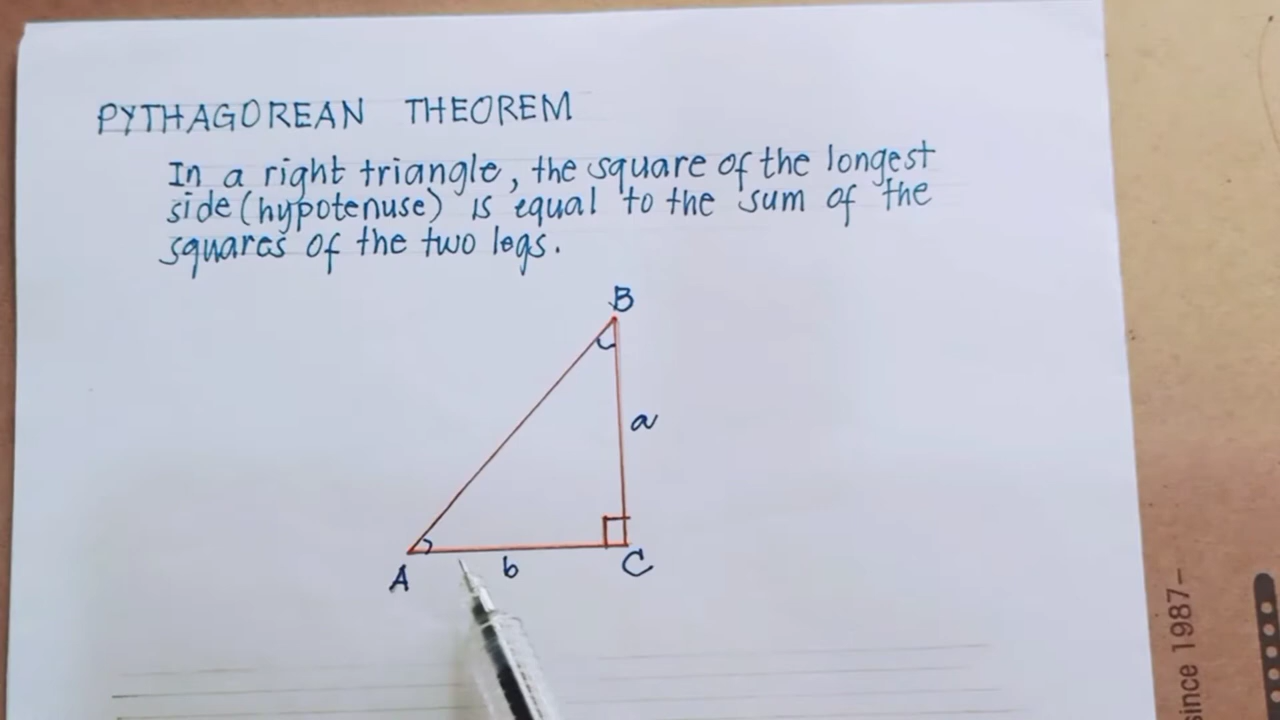 PYTHAGOREAN THEOREM
In a right triangle, the square of the longest
side (hypotenuse) is equal to the sum of the
squares of the two legs.
B
a
A
b
C
ince 1987-